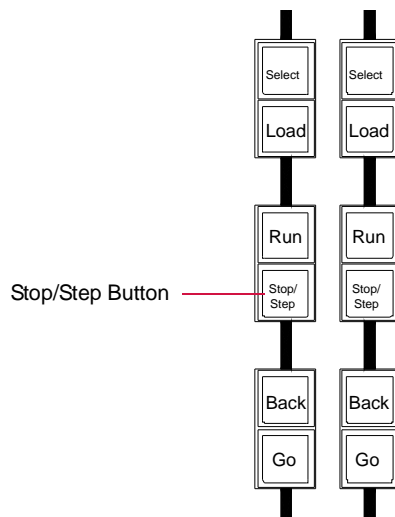 Select Select
Load Load
Run Run
Stop/Step Button
Stop/ Stop/
Step Step
Back Back
Go Go